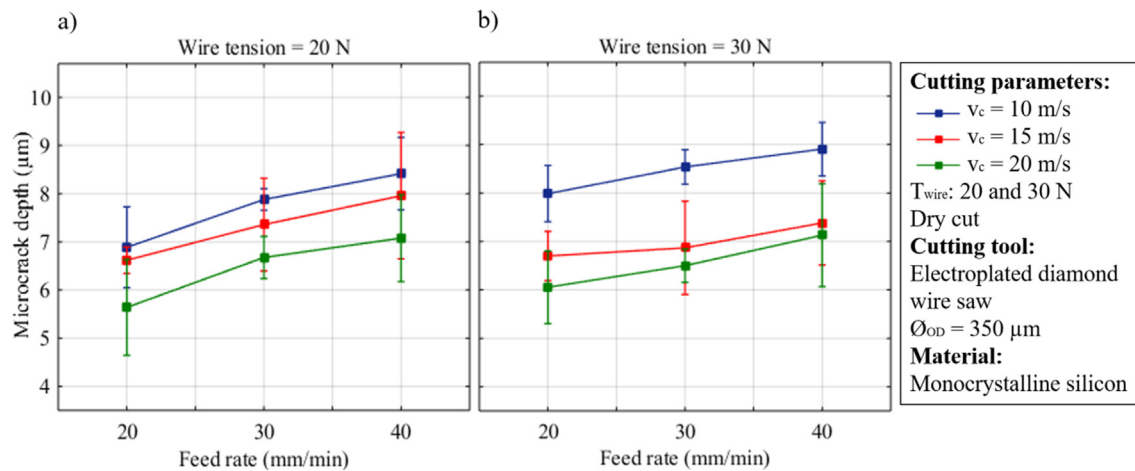 a)
Wire tension = 20 N
b)
Wire tension = 30 N
Microcrack depth (µm)
10
9
8
7
6
5
4
20
30
40
Feed rate (mm/min)
20
30
40
Feed rate (mm/min)
Cutting parameters:
vc = 10 m/s
vc = 15 m/s
vc = 20 m/s
Twire: 20 and 30 N
Dry cut
Cutting tool:
Electroplated diamond
wire saw
ØOD = 350 µm
Material:
Monocrystalline silicon